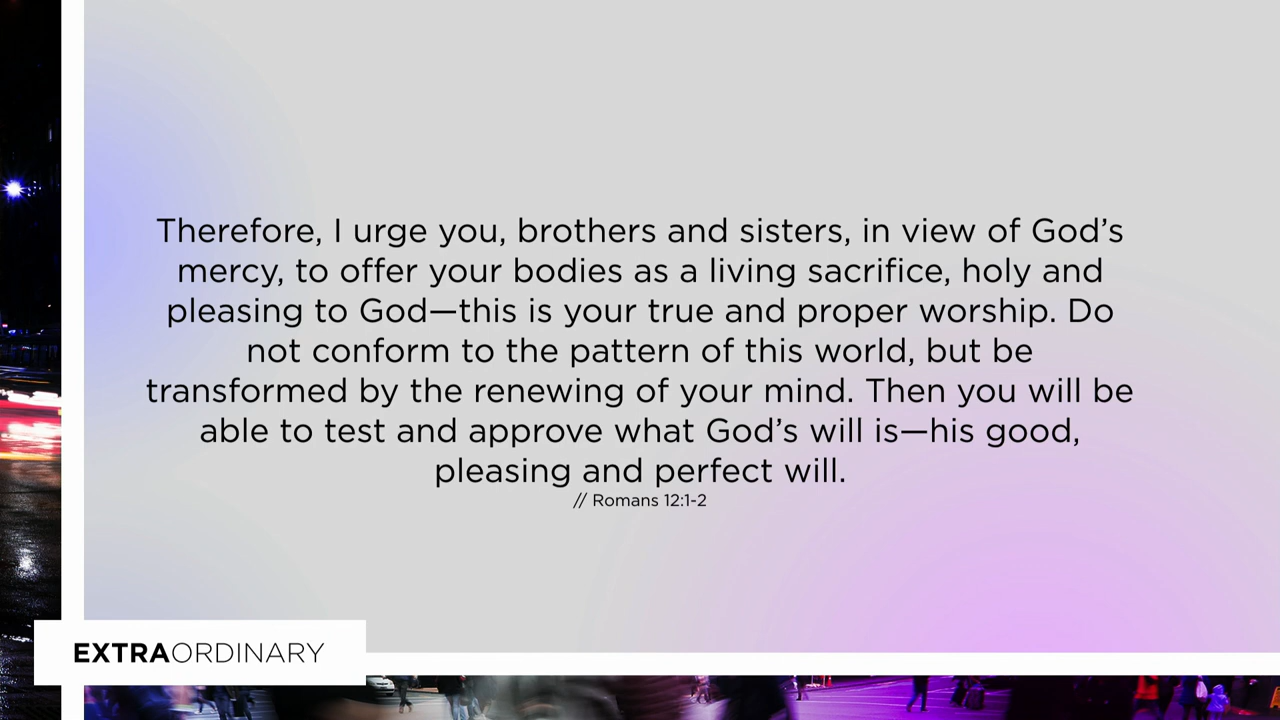 Therefore, I urge you, brothers and sisters, in view of God’s
mercy, to offer your bodies as a living sacrifice, holy and
pleasing to God—this is your true and proper worship. Do
not conform to the pattern of this world, but be
transformed by the renewing of your mind. Then you will be
able to test and approve what God’s will is—his good,
pleasing and perfect will.
// Romans 12:1-2
EXTRAORDINARY